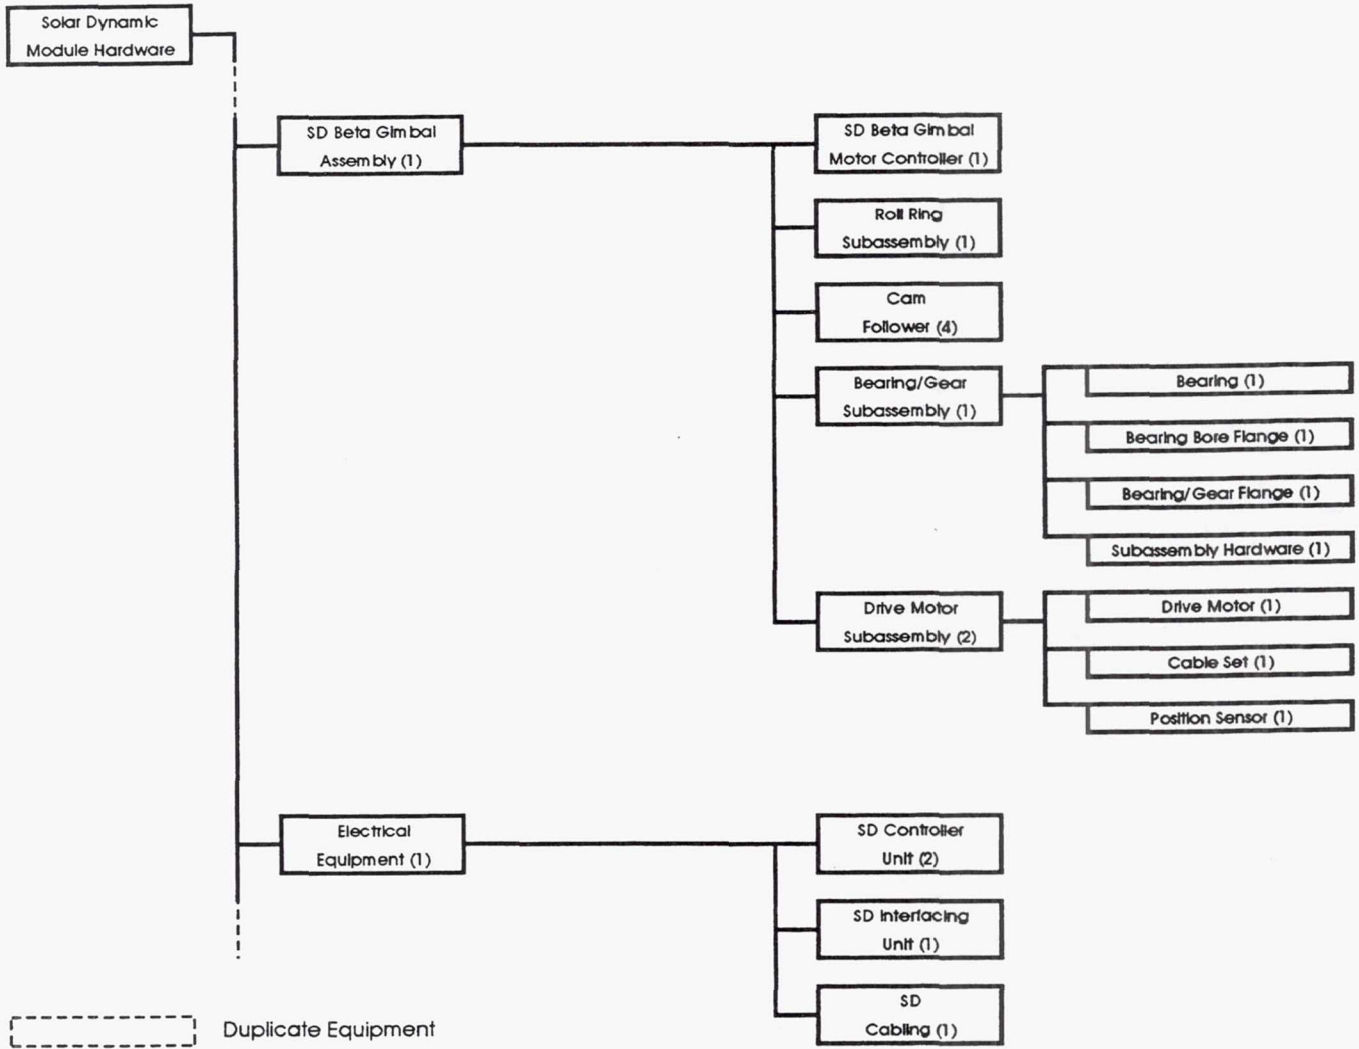 Solar Dynamic
Module Hardware
SD Beta Gimbal
Assembly (1)
SD Beta Gimbal
Motor Controller (1)
Roll Ring
Subassembly (1)
Cam
Follower (4)
Bearing/Gear
Subassembly (1)
Bearing (1)
Bearing Bore Flange (1)
Bearing/Gear Flange (1)
Subassembly Hardware (1)
Drive Motor
Subassembly (2)
Drive Motor (1)
Cable Set (1)
Position Sensor (1)
Electrical
Equipment (1)
SD Controller
Unit (2)
SD Interfacing
Unit (1)
SD
Cabling (1)
Duplicate Equipment